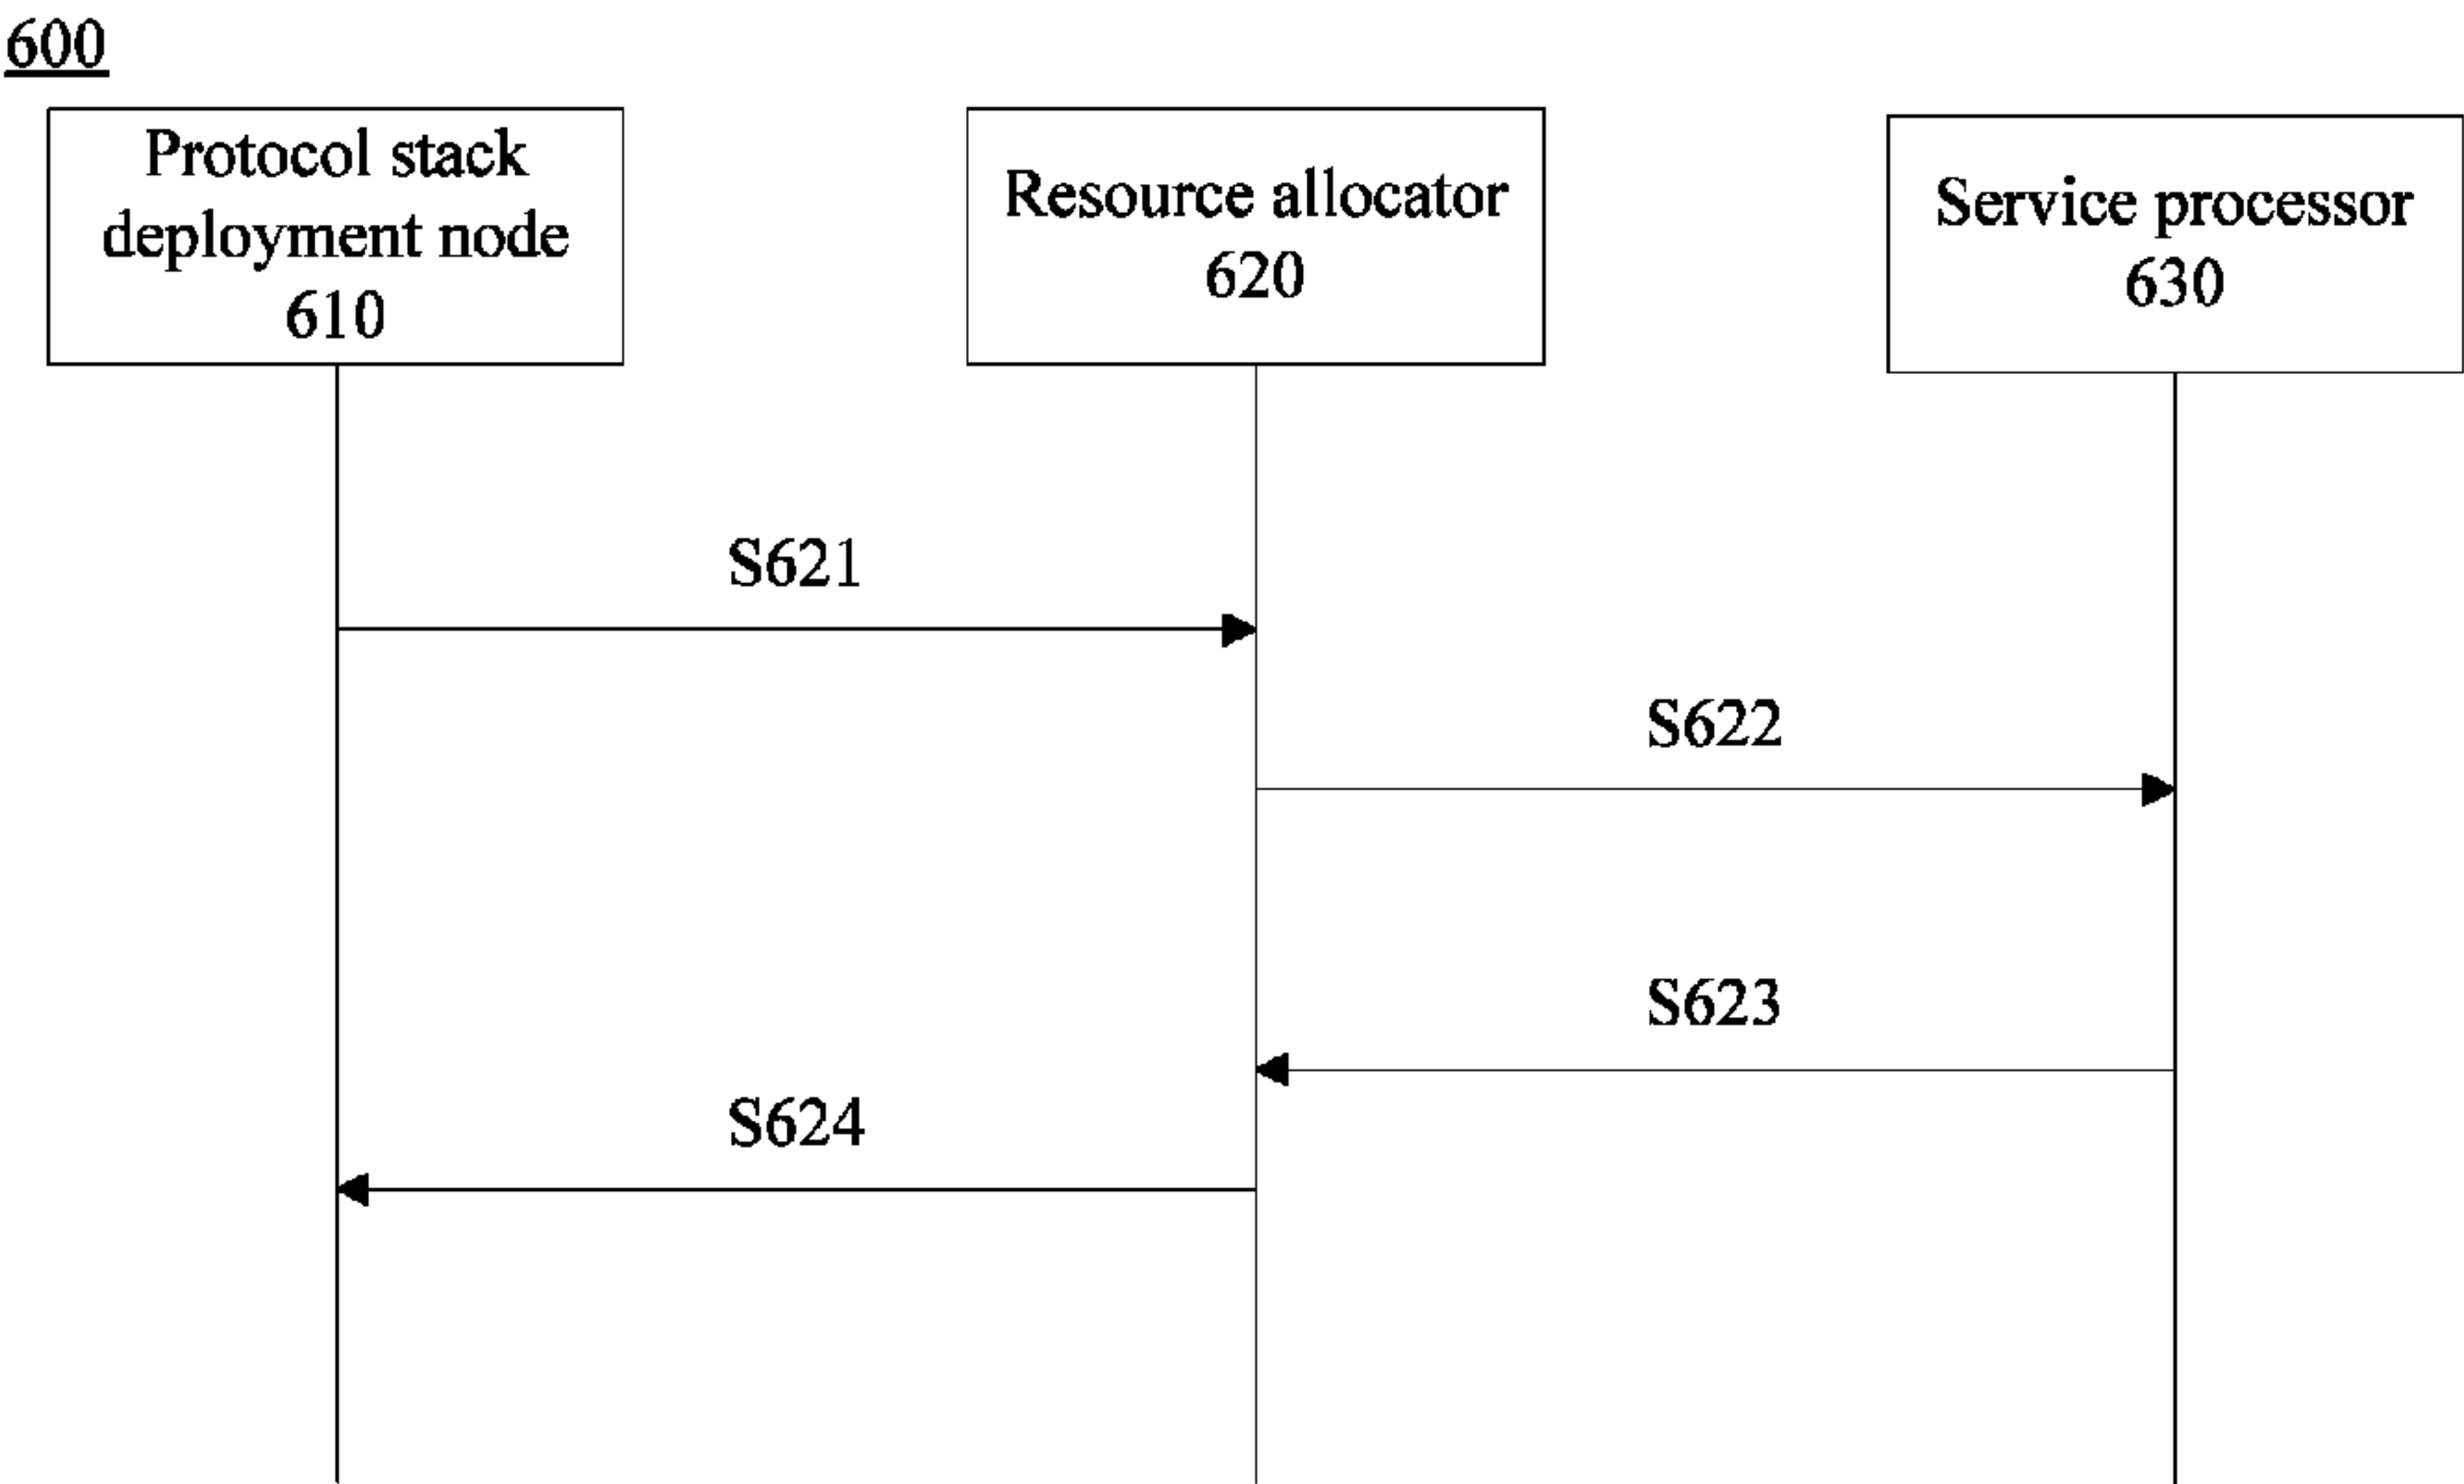 600
Protocol stack
deployment node
610
Resource allocator
620
Service processor
630
S621
S622
S623
S624